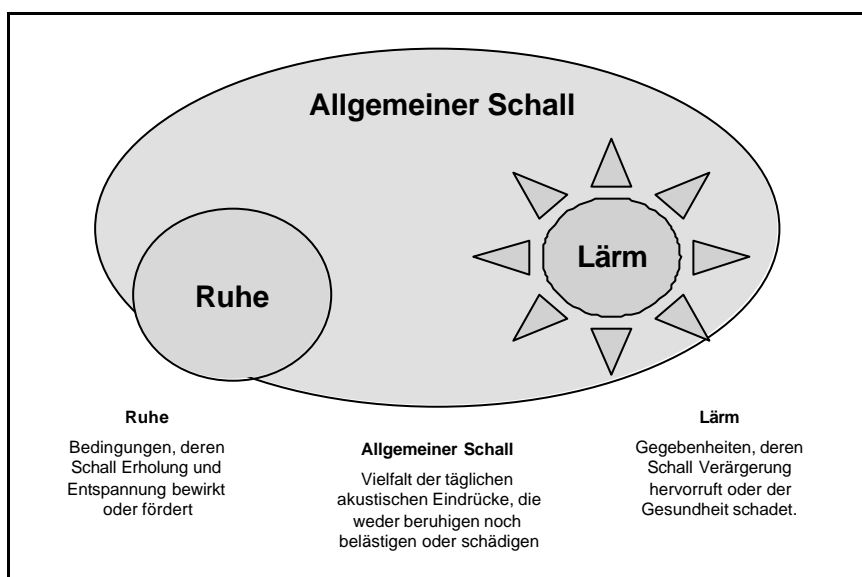 Allgemeiner Schall
Ruhe
Lärm
Ruhe
Bedingungen, deren
Schall Erholung und
Entspannung bewirkt
oder fördert
Allgemeiner Schall
Vielfalt der täglichen
akustischen Eindrücke, die
weder beruhigen noch
belästigen oder schädigen
Lärm
Gegebenheiten, deren
Schall Verärgerung
hervorruft oder der
Gesundheit schadet.